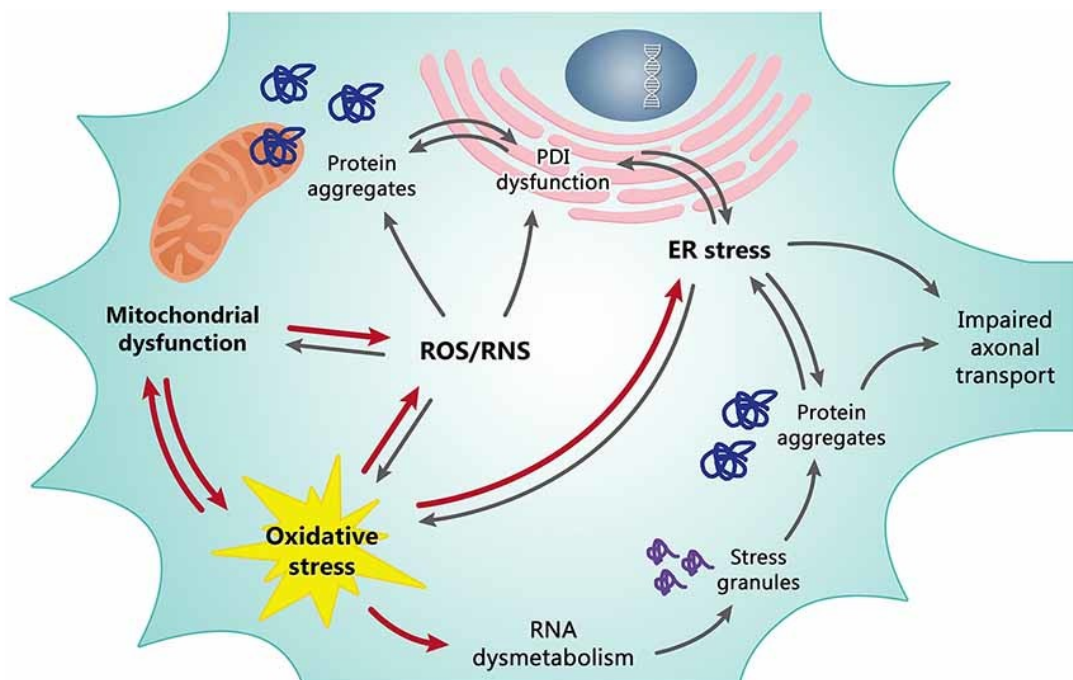 Protein
aggregates
PDI
dysfunction
ER stress
Mitochondrial
dysfunction
ROS/RNS
Impaired
axonal
transport
Protein
aggregates
Oxidative
stress
Stress
granules
RNA
dysmetabolism